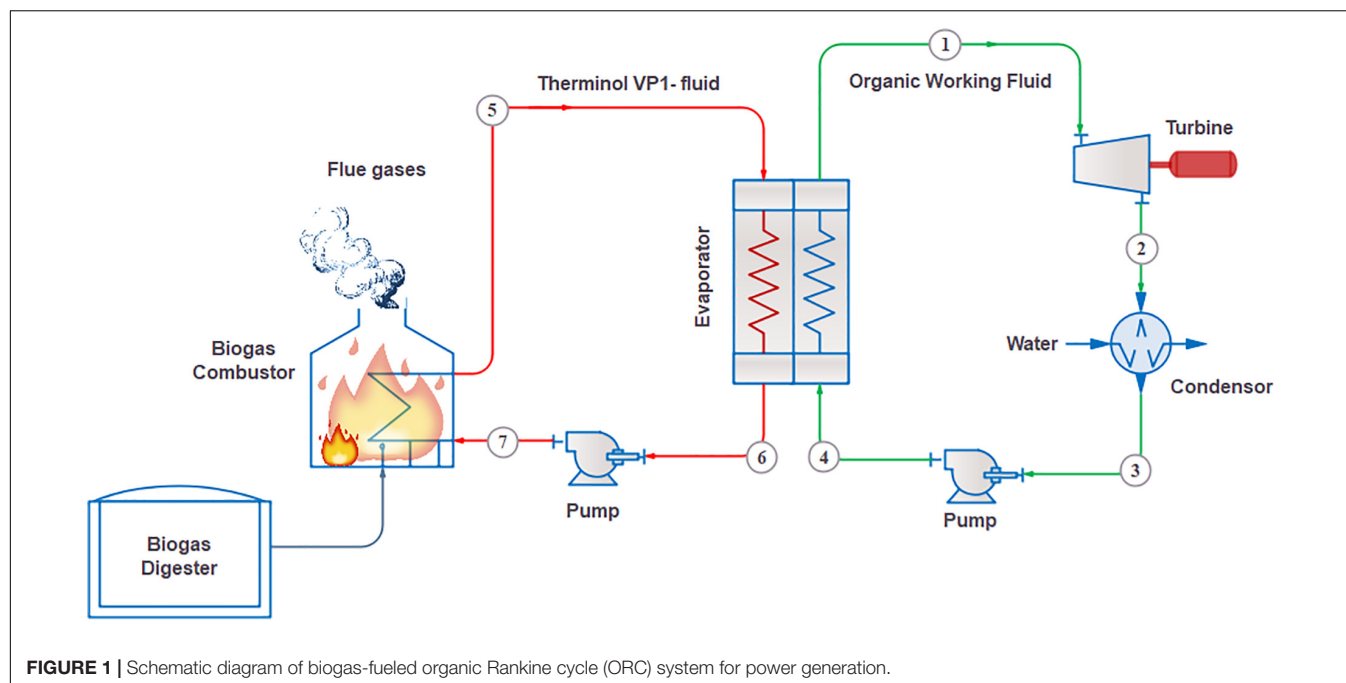 1
Therminol VP1- fluid
Organic Working Fluid
5
Turbine
Flue gases
2
Evaporator
Biogas
Combustor
Water
Condensor
7
6
4
3
Pump
Pump
Biogas
Digester
FIGURE 1 | Schematic diagram of biogas-fueled organic Rankine cycle (ORC) system for power generation.